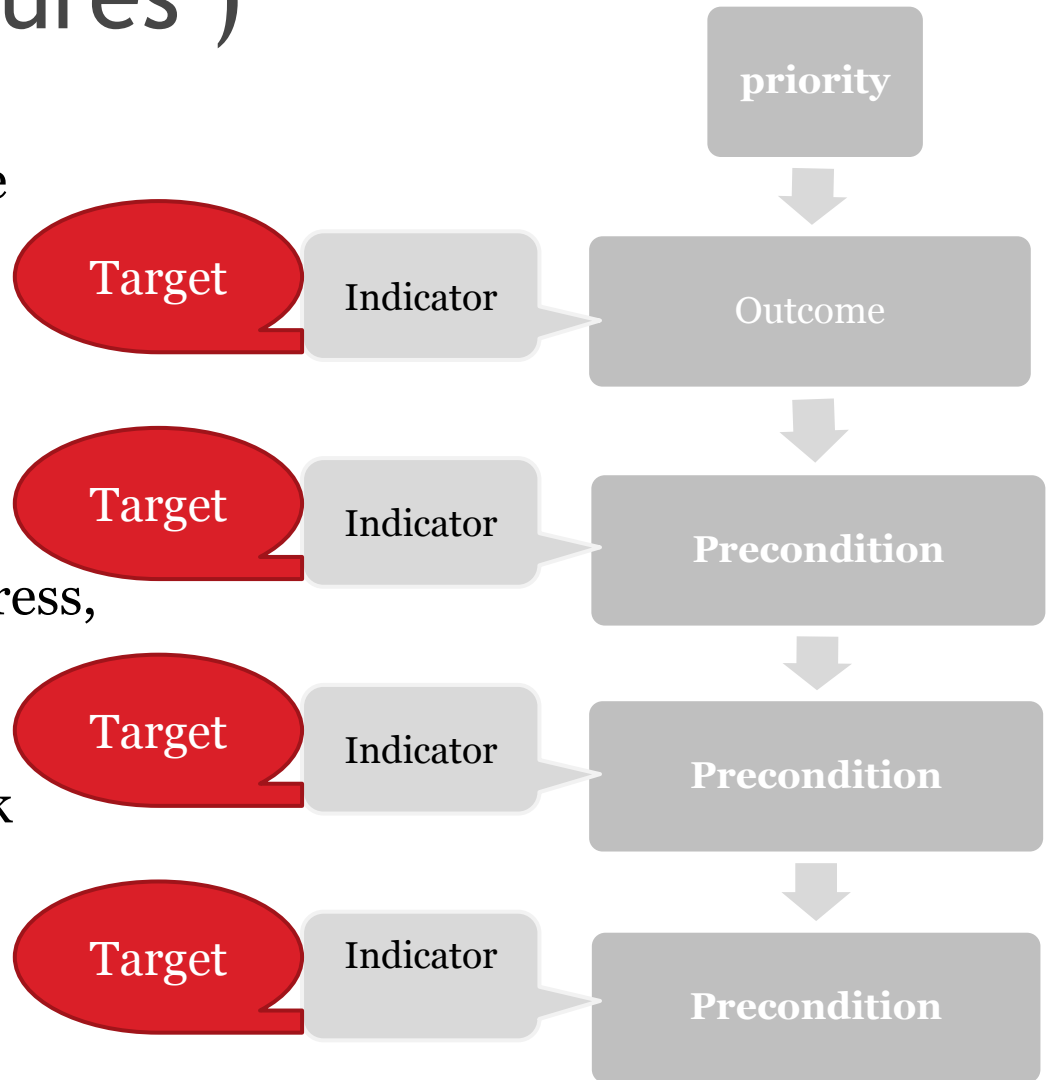 ures )
priority
e
Target
Indicator
Outcome
Target
Indicator
Precondition
ress,
Target
Indicator
Precondition
k
Target
Indicator
Precondition